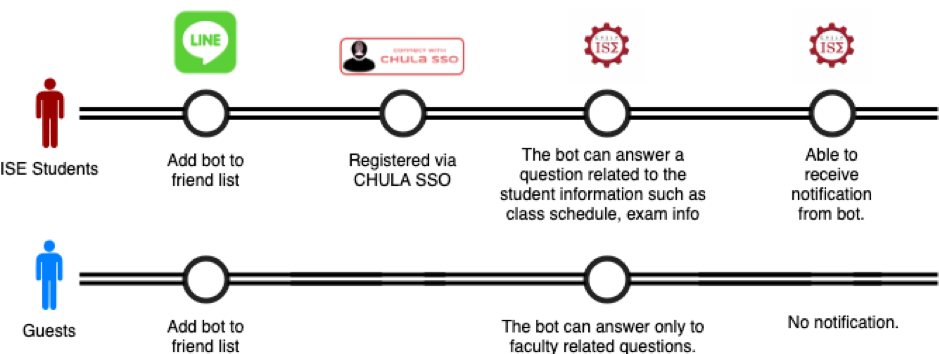 LINE
CONNECT WITH
CHULA SSO
CHULA
ISΣ
CHULA
ISΣ
ISE Students
Add bot to
friend list
Registered via
CHULA SSO
The bot can answer a
question related to the
student information such as
class schedule, exam info
Able to
receive
notification
from bot.
Guests
Add bot to
friend list
The bot can answer only to
faculty related questions.
No notification.